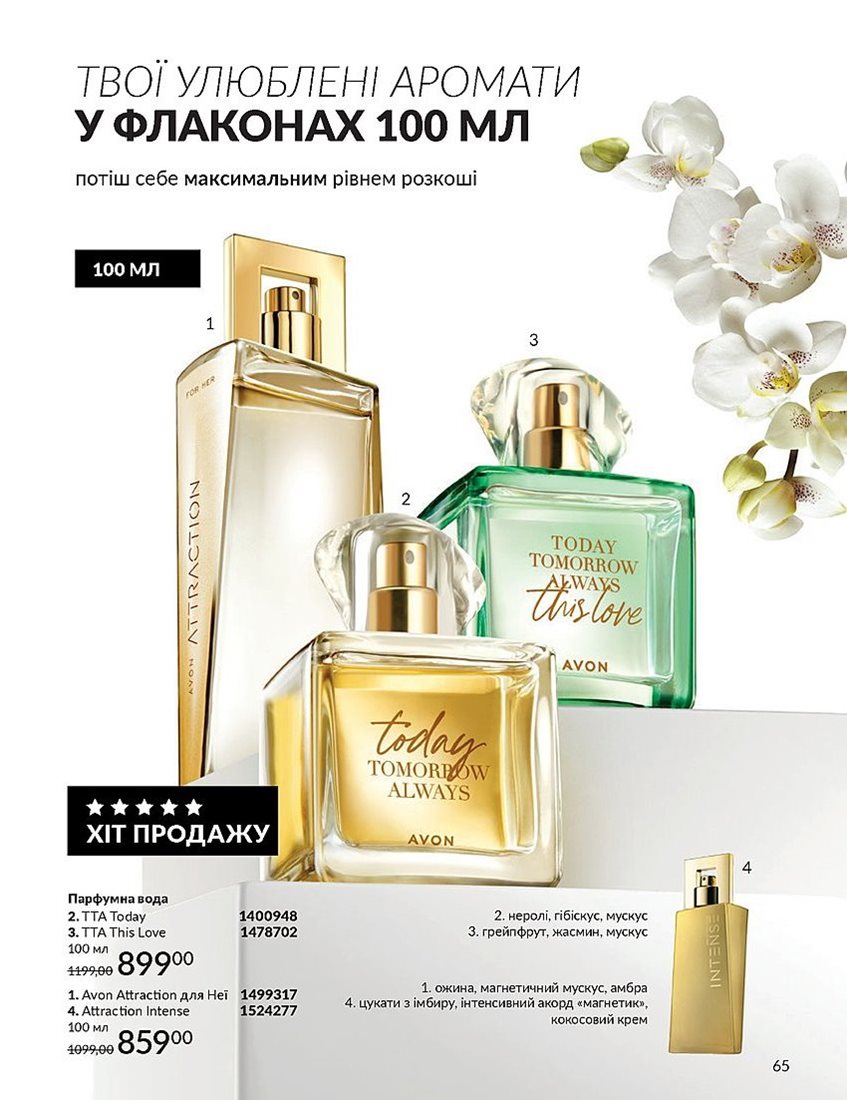 ТВОЇ УЛЮБЛЕНІ АРОМАТИ
У ФЛАКОНАХ 100 МЛ
потіш себе максимальним рівнем розкоші
100 МЛ
1
FOR HER
AVON ATTRACTION
3
TODAY
TOMORROW
ALWAYS
this love
AVON
2
today
TOMORROW
ALWAYS
AVON
★★★★★
ХІТ ПРОДАЖУ
4
INTENSE
Парфумна вода
2. TTA Today 1400948
3. TTA This Love 1478702
100 мл
1199,00 899 00
2. неролі, гібіскус, мускус
3. грейпфрут, жасмин, мускус
1. Avon Attraction для Неї 1499317
4. Attraction Intense 1524277
100 мл
1099,00 859 00
1. ожина, магнетичний мускус, амбра
4. цукати з імбиру, інтенсивний акорд «магнетик»,
кокосовий крем
65